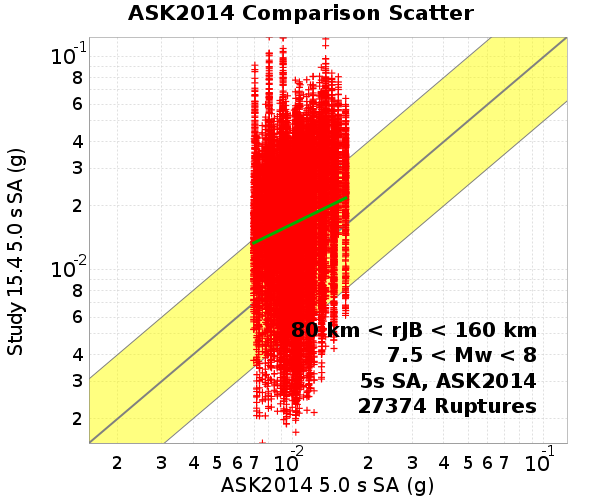 ASK2014 Comparison Scatter
Study 15.4 5.0 s SA (g)
10-1
8
6
4
3
2
10-2
8
6
4
3
2
80 km < rJB < 160 km
7.5 < Mw < 8
5s SA, ASK2014
27374 Ruptures
2 3 4 5 6 7 10-2 2 3 4 5 6 7 10-1
ASK2014 5.0 s SA (g)